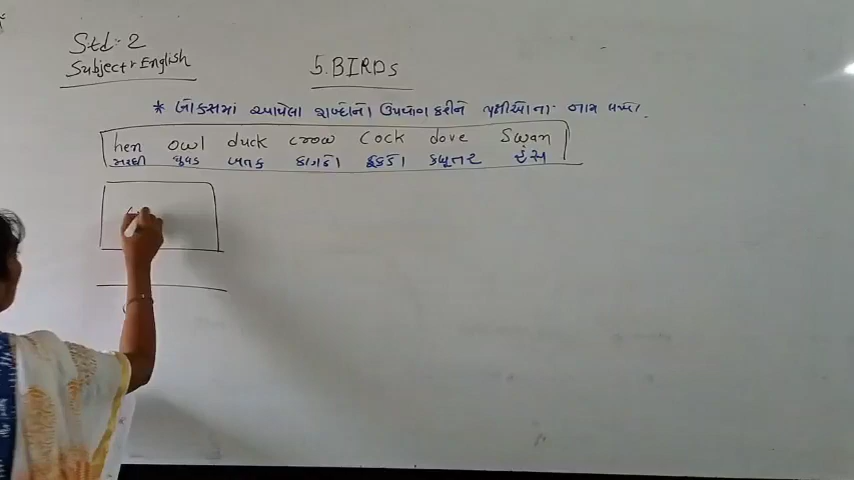 Std:- 2
Subject:- English
5. BIRDS
* બોક્સમાં આપેલા શબ્દોનો ઉપયોગ કરીને પક્ષીઓના નામ લખો.
hen owl duck crow Cock dove Swan
મરઘી ઘુવડ બતક કાગડો કૂકડો કબૂતર હંસ